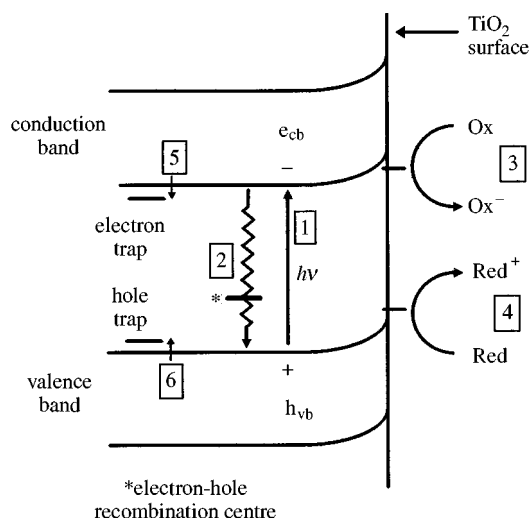 TiO₂
surface
conduction
band
e_cb
Ox
5
−
3
1
Ox⁻
electron
trap
2
hν
Red⁺
hole
trap
*
4
6
+
Red
valence
band
h_vb
*electron-hole
recombination centre